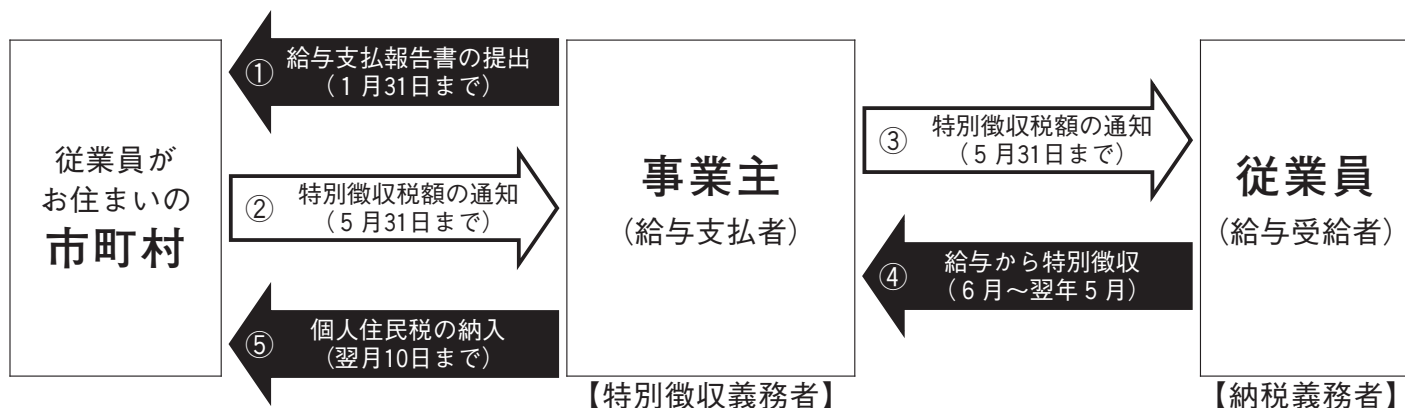 従業員が
お住まいの
市町村
① 給与支払報告書の提出
（１月31日まで）
② 特別徴収税額の通知
（５月31日まで）
⑤ 個人住民税の納入
（翌月10日まで）
事業主
（給与支払者）
【特別徴収義務者】
③ 特別徴収税額の通知
（５月31日まで）
④ 給与から特別徴収
（６月～翌年５月）
従業員
（給与受給者）
【納税義務者】